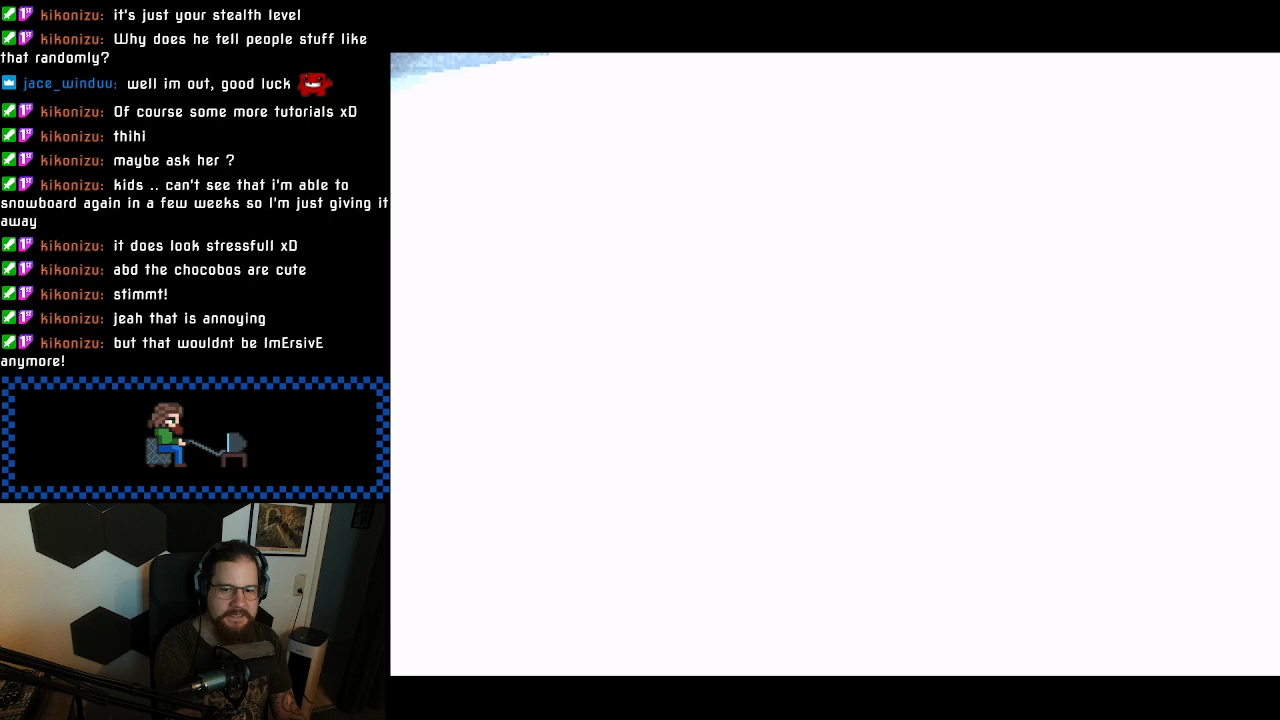 kikonizu: it's just your stealth level
kikonizu: Why does he tell people stuff like
that randomly?
jace_winduu: well im out, good luck
kikonizu: Of course some more tutorials xD
kikonizu: thihi
kikonizu: maybe ask her ?
kikonizu: kids .. can't see that i'm able to
snowboard again in a few weeks so I'm just giving it
away
kikonizu: it does look stressfull xD
kikonizu: abd the chocobos are cute
kikonizu: stimmt!
kikonizu: jeah that is annoying
kikonizu: but that wouldnt be ImErsivE
anymore!